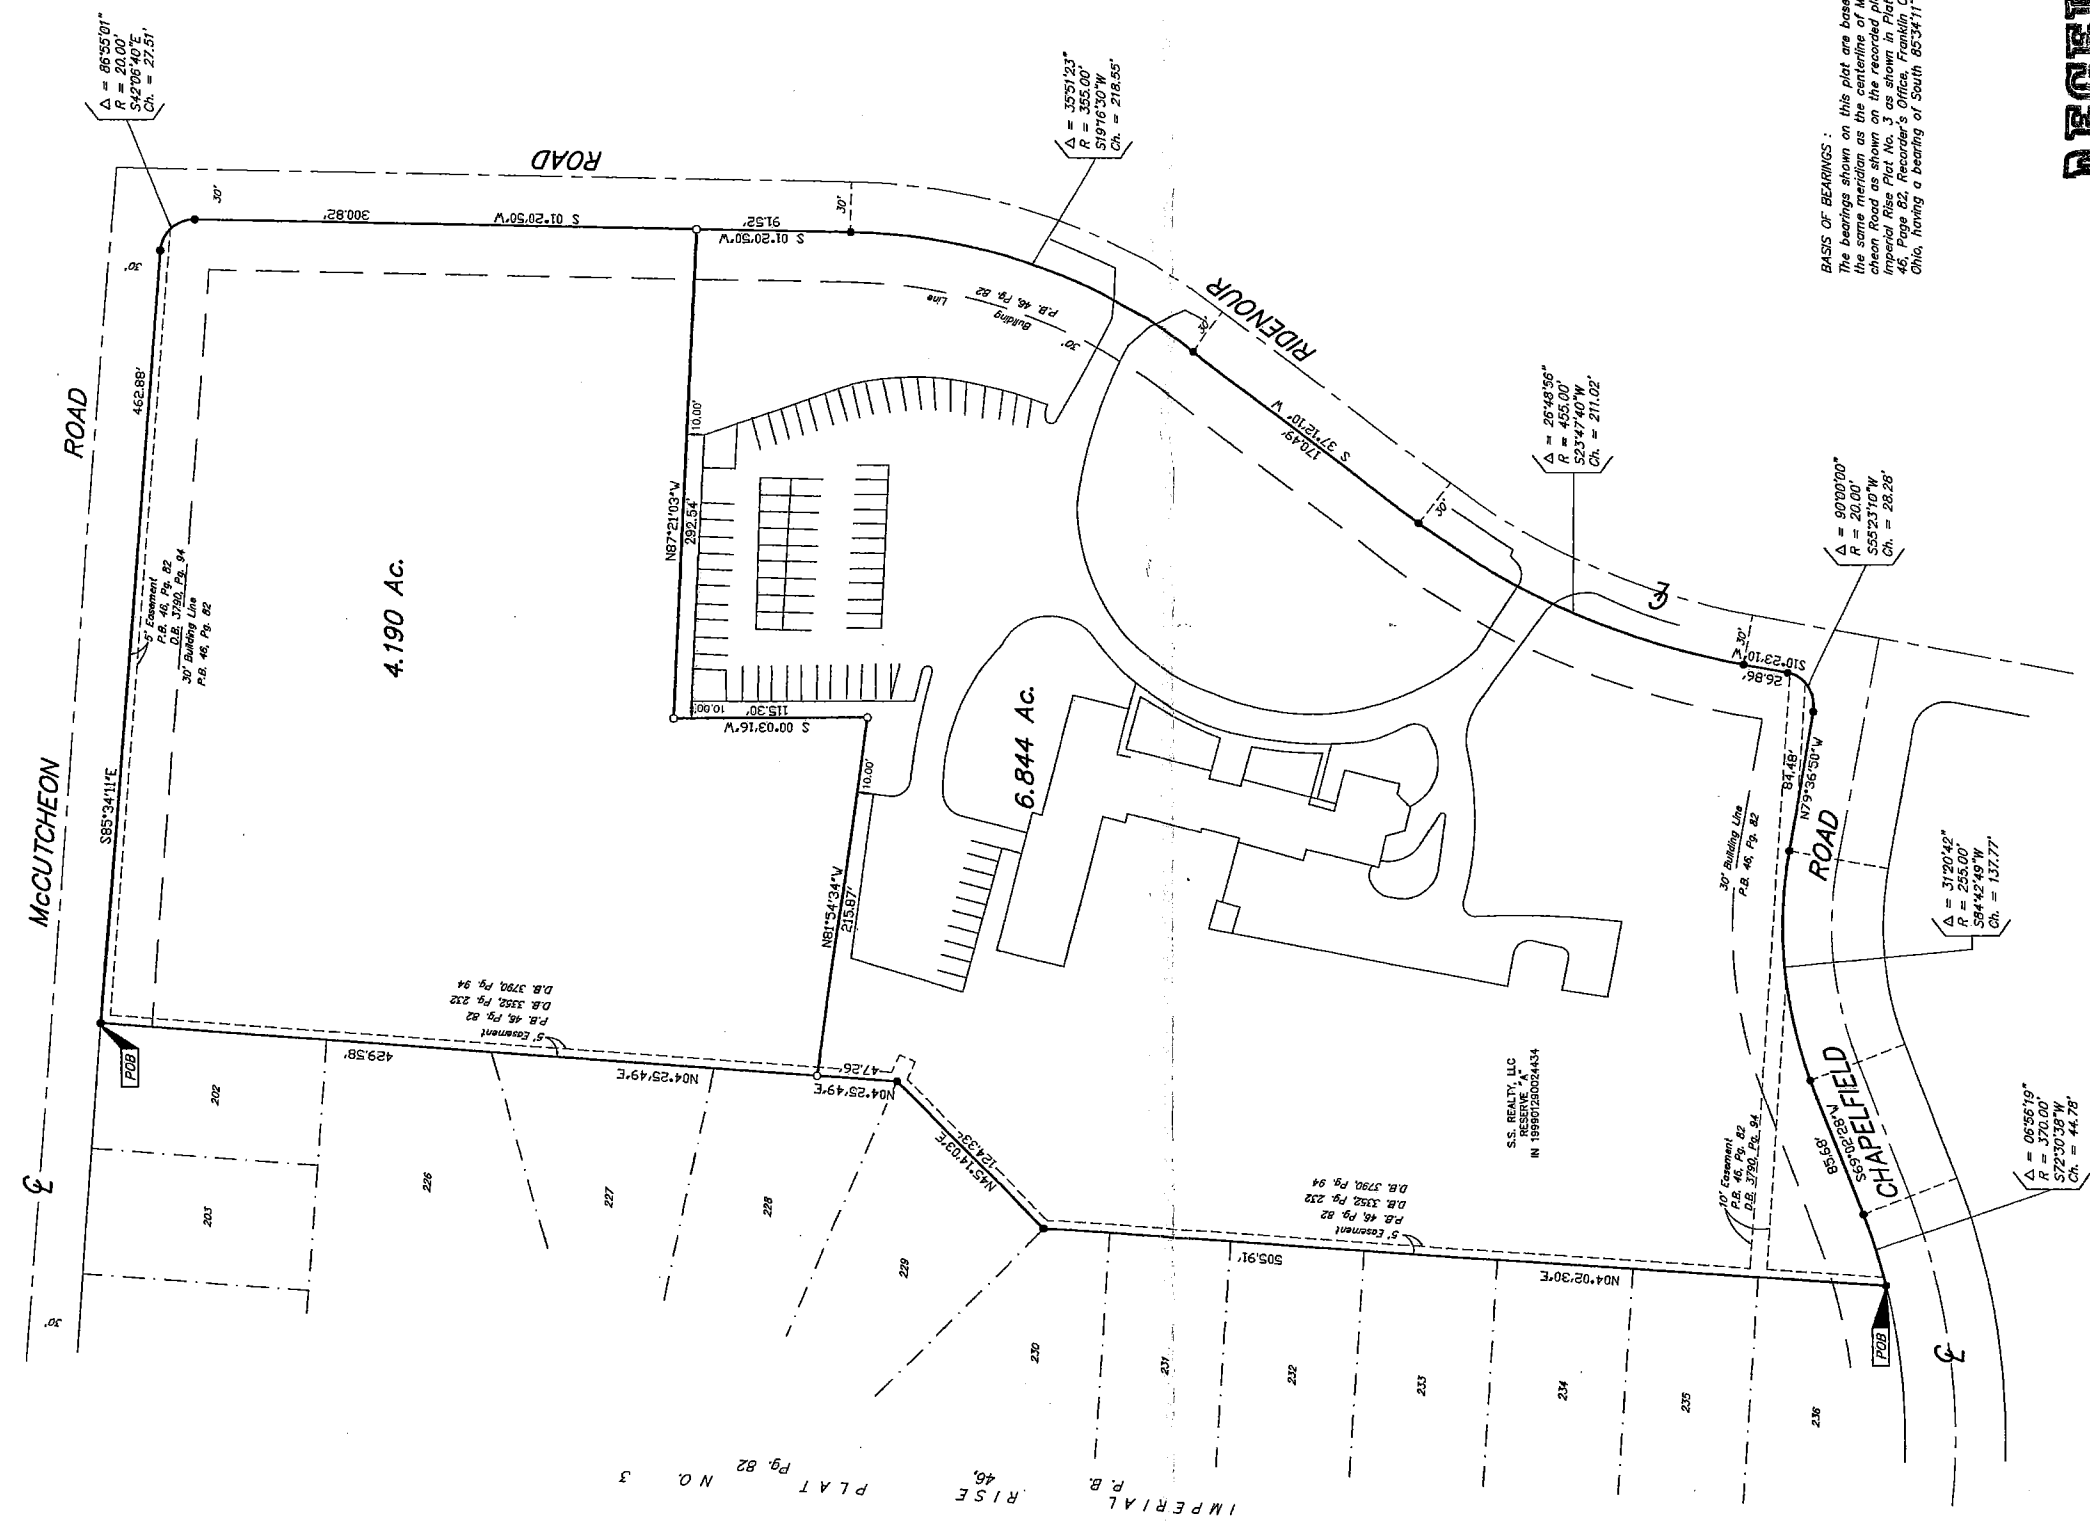 McCUTCHEON
ROAD
Δ = 86°55'01"
R = 20.00'
S42°06'40"E
Ch. = 27.51'
30'
30'
30'
S85°34'11"E
462.88'
5' Easement
P.B. 46, Pg. 82
D.B. 3790, Pg. 94
30' Building Line
P.B. 46, Pg. 82
4.190 Ac.
ROAD
RIDENOUR
S 01°20'50"W
300.82'
S 01°20'50"W
91.52'
30'
Δ = 35°51'23"
R = 355.00'
S19°16'30"W
Ch. = 218.55'
30'
Building
Line
P.B. 46, Pg. 82
30'
S 37°12'10" W
170.49'
30'
Δ = 26°48'56"
R = 455.00'
S23°47'40"W
Ch. = 211.02'
30'
S10°23'10"W
26.86'
Δ = 90°00'00"
R = 20.00'
S55°23'10"W
Ch. = 28.28'
N87°21'03"W
292.54'
10.00'
S 00°03'16"W
115.30'
10.00'
N81°54'34"W
215.87'
10.00'
6.844 Ac.
N04°25'49"E
429.58'
5' Easement
P.B. 46, Pg. 82
D.B. 3352, Pg. 232
D.B. 3790, Pg. 94
N04°25'49"E
47.26'
N45°14'03"E
124.33'
N04°02'30"E
505.91'
5' Easement
P.B. 46, Pg. 82
D.B. 3352, Pg. 232
D.B. 3790, Pg. 94
S.S. REALTY, LLC
RESERVE "A"
IN 199901280024434
30' Building Line
P.B. 46, Pg. 82
10' Easement
P.B. 46, Pg. 82
D.B. 3790, Pg. 94
84.48'
N79°36'50"W
CHAPELFIELD
ROAD
Δ = 31°20'42"
R = 255.00'
S84°42'49"W
Ch. = 137.77'
85.68'
S69°02'28"W
Δ = 06°56'19"
R = 370.00'
S72°30'38"W
Ch. = 44.78'
POB
POB
202
203
226
227
228
229
230
231
232
233
234
235
236
IMPERIAL RISE PLAT NO. 3
P.B. 46, Pg. 82
BASIS OF BEARINGS :
The bearings shown on this plat are base
the same meridian as the centerline of M
cheon Road as shown on the recorded pl
Imperial Rise Plat No. 3 as shown in Plat
46, Page 82, Recorder's Office, Franklin C
Ohio, having a bearing of South 85°34'11"